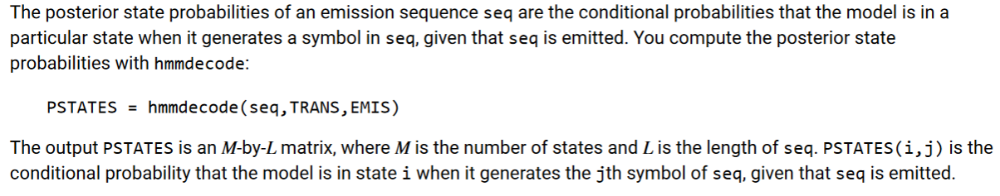 The posterior state probabilities of an emission sequence seq are the conditional probabilities that the model is in a
particular state when it generates a symbol in seq, given that seq is emitted. You compute the posterior state
probabilities with hmmdecode:
PSTATES = hmmdecode(seq,TRANS,EMIS)
The output PSTATES is an M-by-L matrix, where M is the number of states and L is the length of seq. PSTATES(i,j) is the
conditional probability that the model is in state i when it generates the jth symbol of seq, given that seq is emitted.